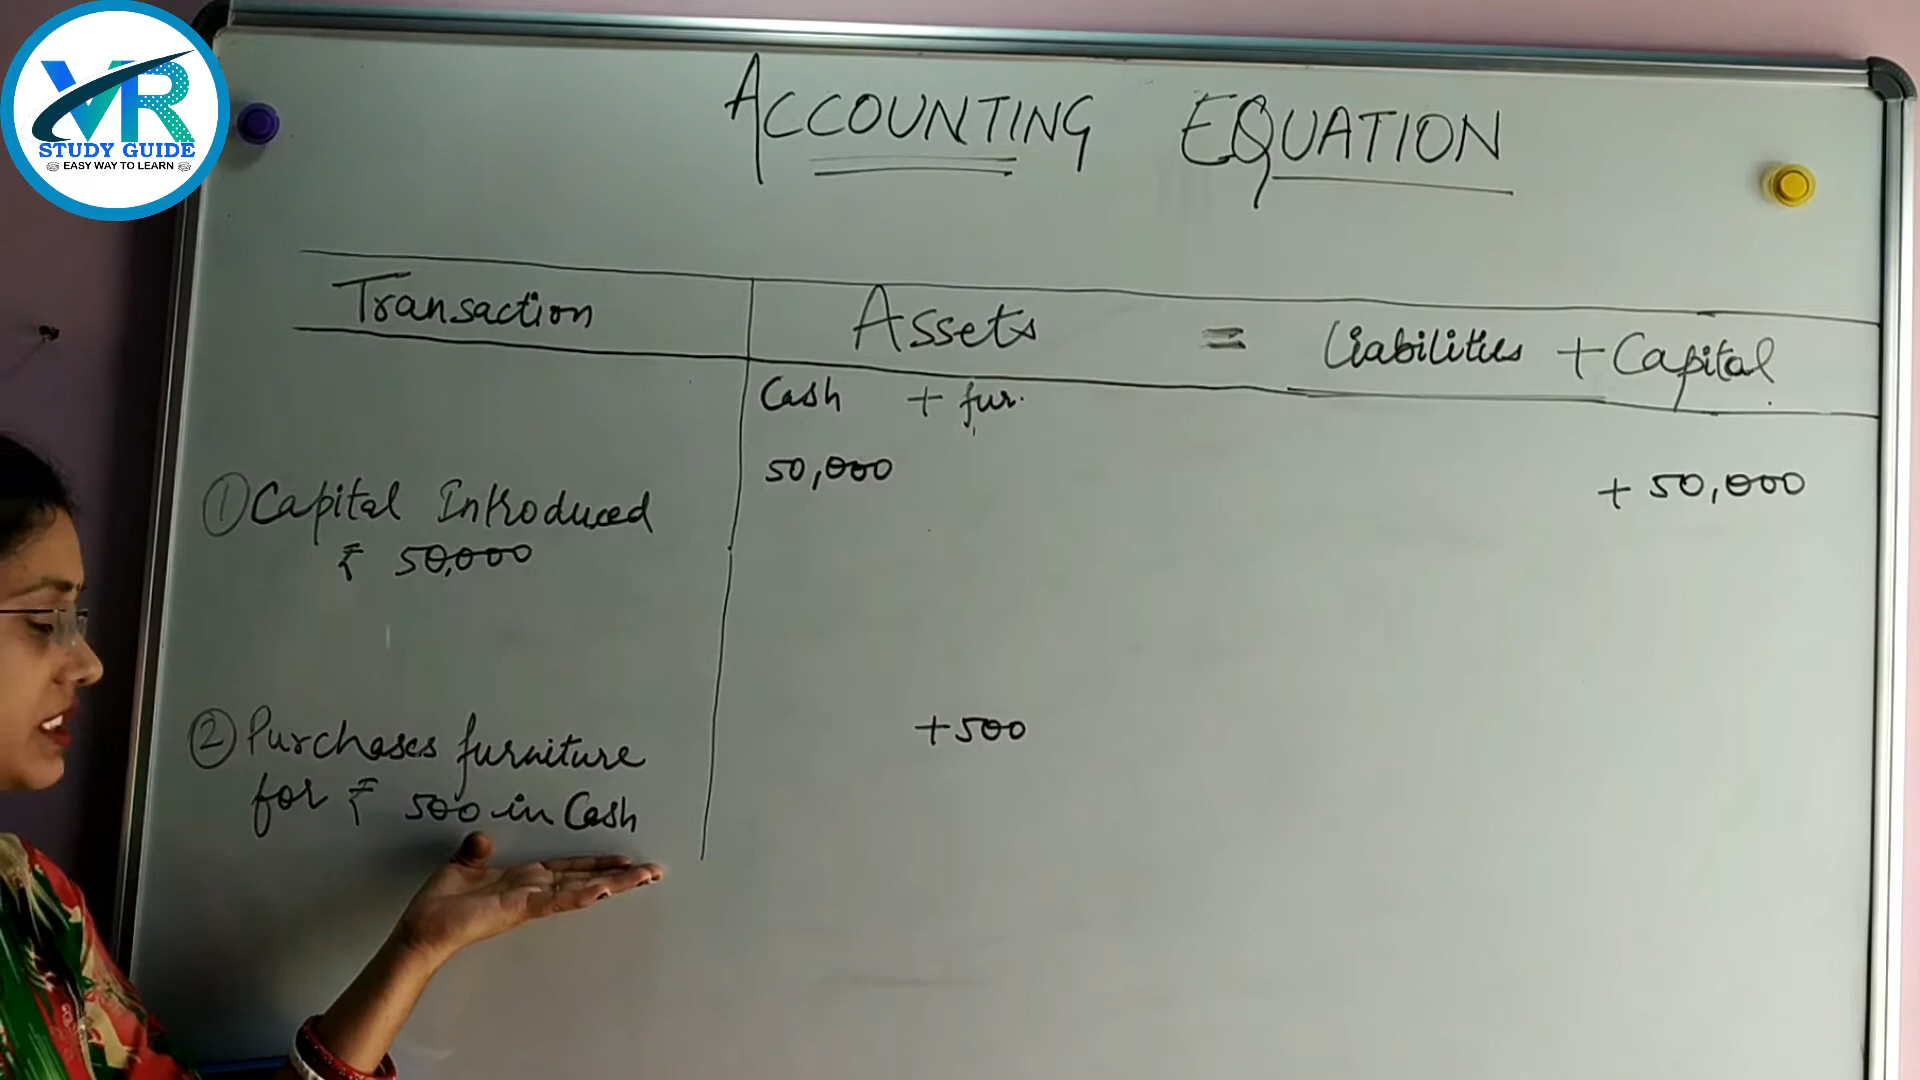 VR
STUDY GUIDE
EASY WAY TO LEARN
ACCOUNTING EQUATION
Transaction Assets = Liabilities + Capital
Cash + fur.
① Capital Introduced 50,000 + 50,000
₹ 50,000
② Purchases furniture +500
for ₹ 500 in Cash